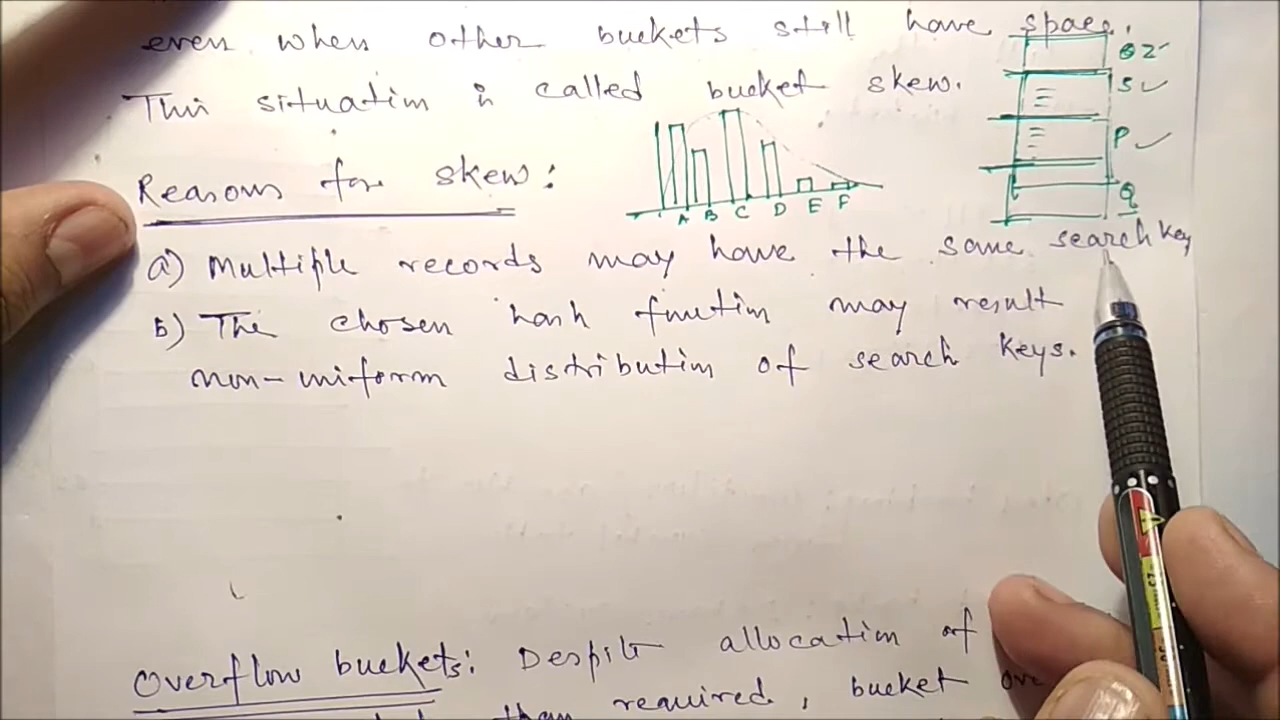 even when other buckets still have space.
This situation is called bucket skew.
Z
S
P
Q
A B C D E F
Reasons for skew:
a) Multiple records may have the same search key
b) The chosen hash function may result
non-uniform distribution of search keys.
Overflow buckets: Despite allocation of
than required, bucket